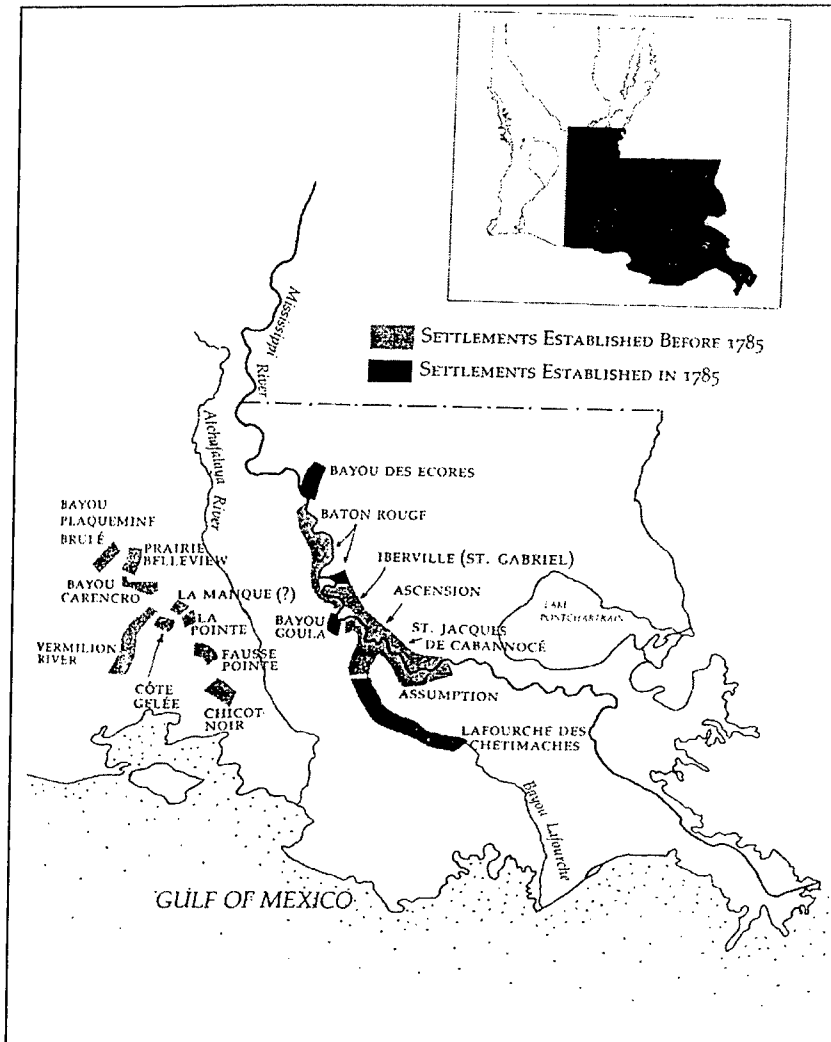 SETTLEMENTS ESTABLISHED BEFORE 1785
SETTLEMENTS ESTABLISHED IN 1785
Mississippi
River
Atchafalaya River
BAYOU DES ECORES
BATON ROUGE
BAYOU
PLAQUEMINE
BRULÉ
PRAIRIE
BELLEVIEW
IBERVILLE (ST. GABRIEL)
BAYOU
CARENCRO
LA MANQUE (?)
ASCENSION
LAKE
PONTCHARTRAIN
LA
POINTE
BAYOU
GOULA
ST. JACQUES
DE CABANNOCÉ
VERMILION
RIVER
FAUSSE
POINTE
CÔTE
GELÉE
CHICOT
NOIR
ASSUMPTION
LAFOURCHE DES
CHETIMACHES
Bayou Lafourche
GULF OF MEXICO